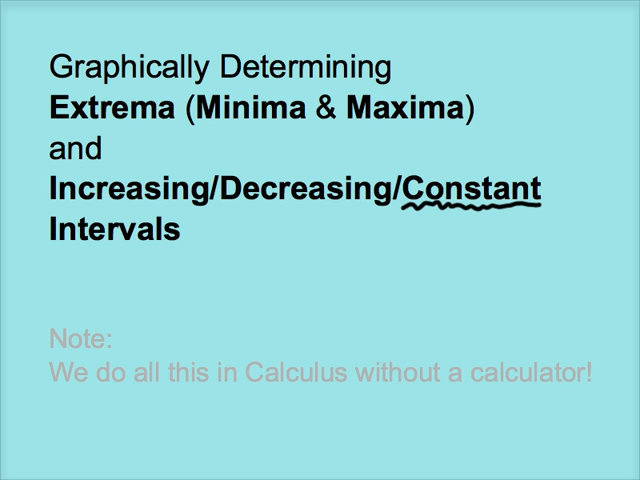 Graphically Determining
Extrema (Minima & Maxima)
and
Increasing/Decreasing/Constant
Intervals
Note:
We do all this in Calculus without a calculator!